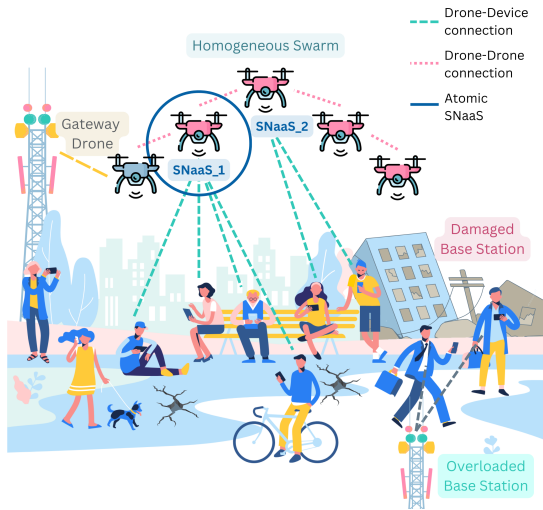 Drone-Device
connection
Drone-Drone
connection
Atomic
SNaaS
Homogeneous Swarm
Gateway
Drone
SNaaS_1
SNaaS_2
Damaged
Base Station
Overloaded
Base Station